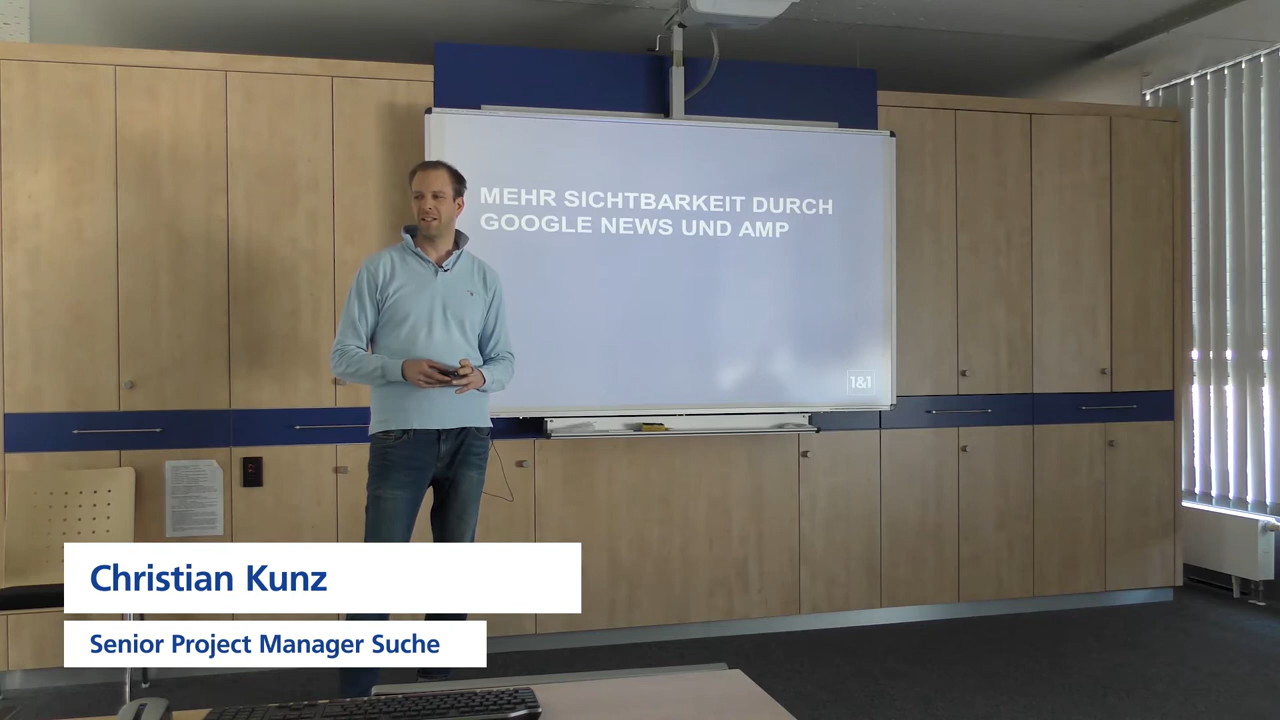 MEHR SICHTBARKEIT DURCH
GOOGLE NEWS UND AMP
1&1
Christian Kunz
Senior Project Manager Suche